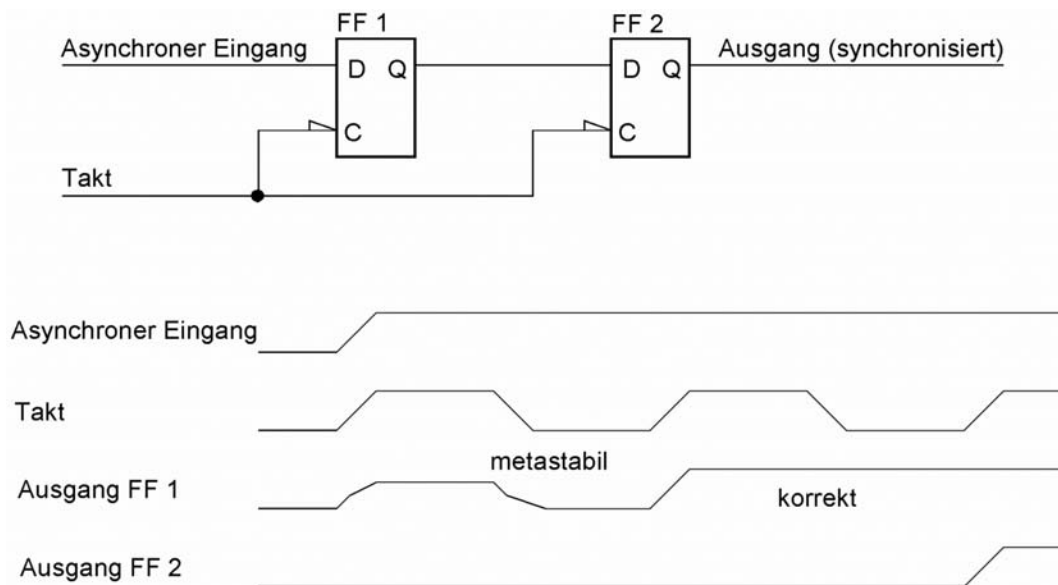 FF 1
FF 2
Asynchroner Eingang
Ausgang (synchronisiert)
D Q
D Q
C
C
Takt
Asynchroner Eingang
Takt
metastabil
Ausgang FF 1
korrekt
Ausgang FF 2